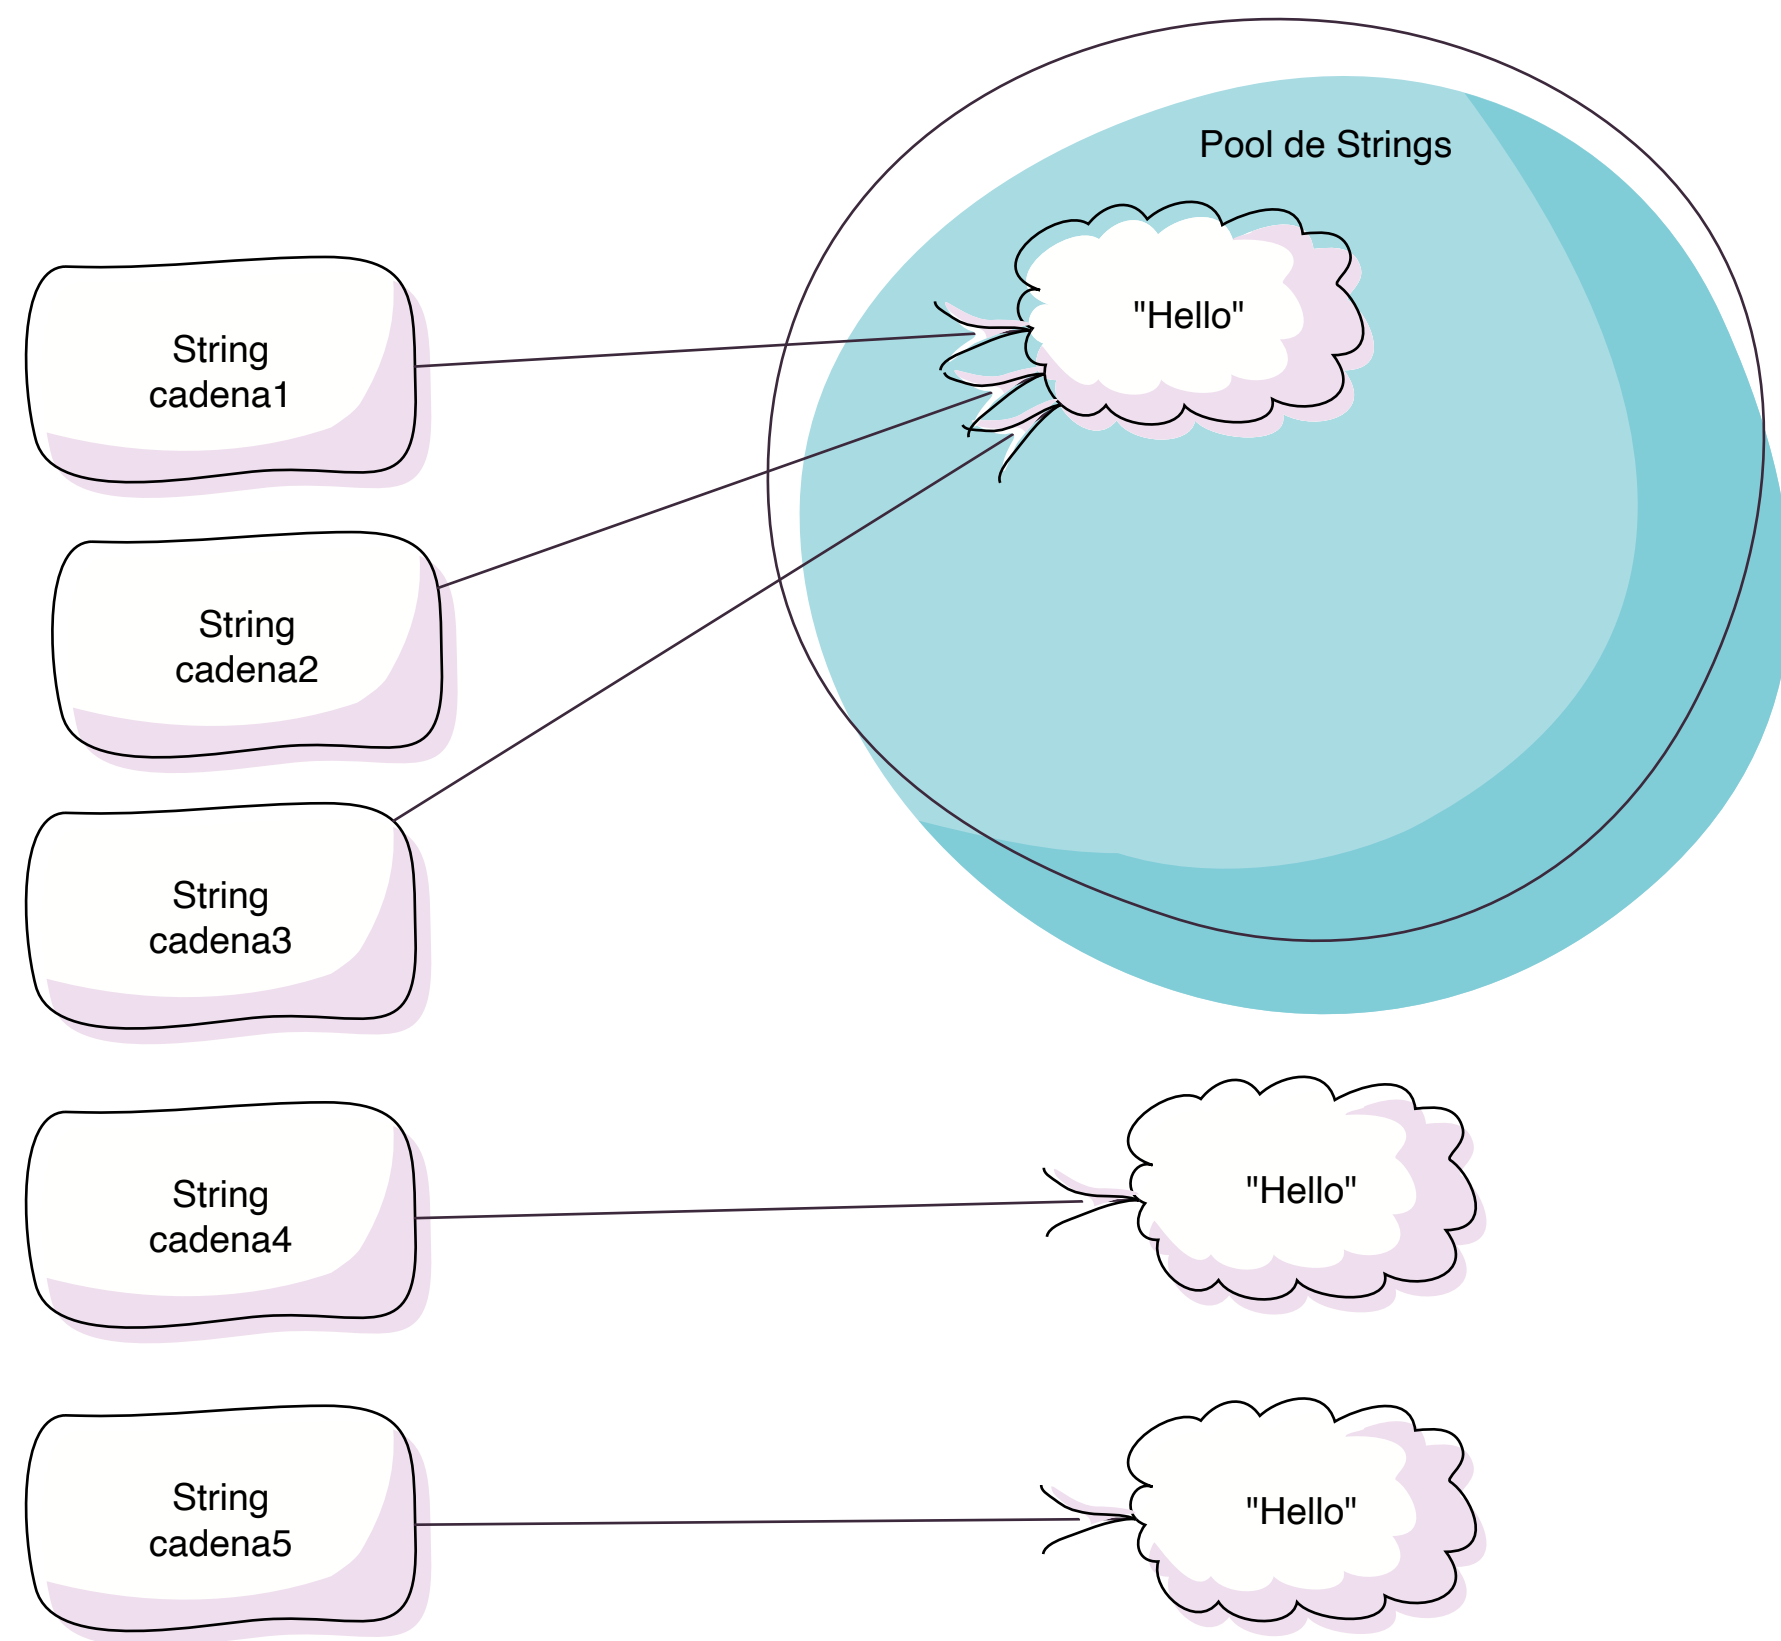 Pool de Strings
"Hello"
String
cadena1
String
cadena2
String
cadena3
String
cadena4
"Hello"
String
cadena5
"Hello"